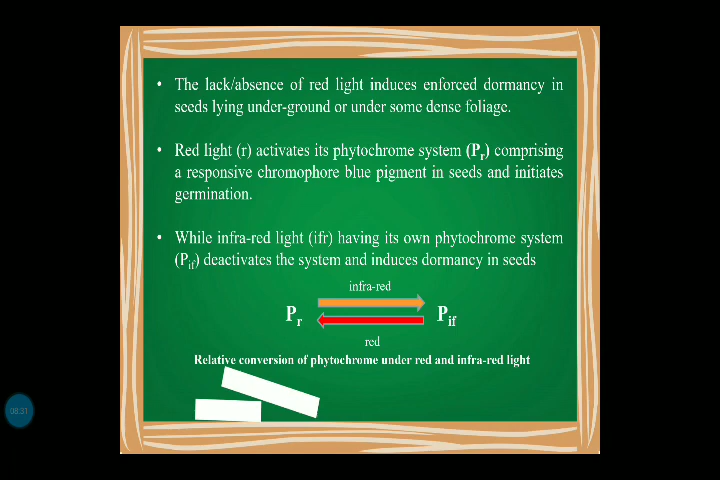 • The lack/absence of red light induces enforced dormancy in
seeds lying under-ground or under some dense foliage.
• Red light (r) activates its phytochrome system (Pr) comprising
a responsive chromophore blue pigment in seeds and initiates
germination.
• While infra-red light (ifr) having its own phytochrome system
(Pif) deactivates the system and induces dormancy in seeds
infra-red
Pr Pif
red
Relative conversion of phytochrome under red and infra-red light
08:31